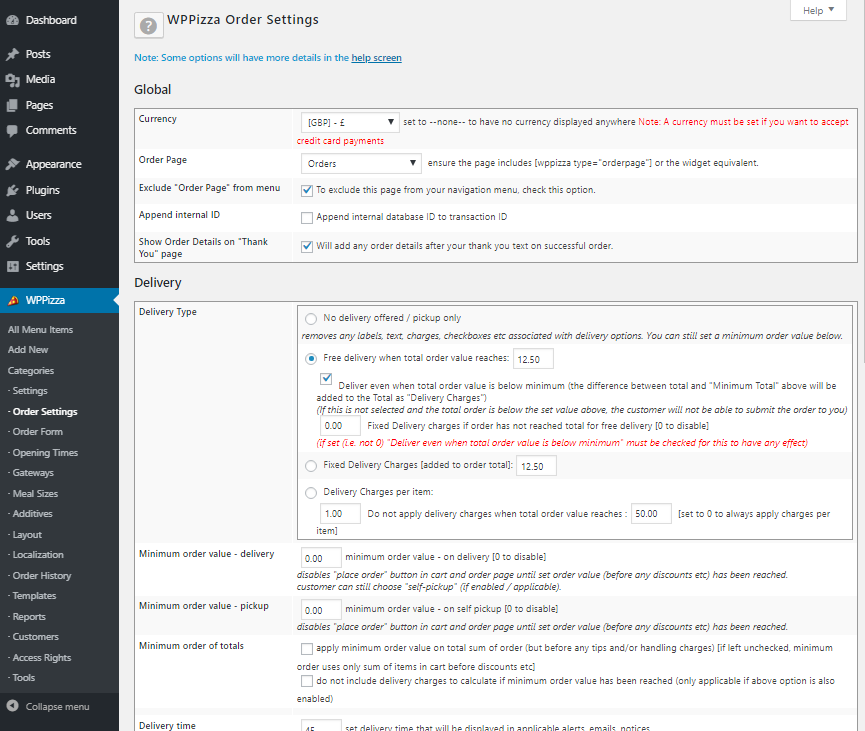 Dashboard
Posts
Media
Pages
Comments
Appearance
Plugins
Users
Tools
Settings
WPPizza
All Menu Items
Add New
Categories
- Settings
- Order Settings
- Order Form
- Opening Times
- Gateways
- Meal Sizes
- Additives
- Layout
- Localization
- Order History
- Templates
- Reports
- Customers
- Access Rights
- Tools
Collapse menu
Help ▼
? WPPizza Order Settings
Note: Some options will have more details in the help screen
Global
Currency
[GBP] - £ ▼ set to --none-- to have no currency displayed anywhere Note: A currency must be set if you want to accept
credit card payments
Order Page
Orders ▼ ensure the page includes [wppizza type="orderpage"] or the widget equivalent.
Exclude "Order Page" from menu
To exclude this page from your navigation menu, check this option.
Append internal ID
Append internal database ID to transaction ID
Show Order Details on "Thank
You" page
Will add any order details after your thank you text on successful order.
Delivery
Delivery Type
No delivery offered / pickup only
removes any labels, text, charges, checkboxes etc associated with delivery options. You can still set a minimum order value below.
Free delivery when total order value reaches: 12.50
Deliver even when total order value is below minimum (the difference between total and "Minimum Total" above will be
added to the Total as "Delivery Charges")
(If this is not selected and the total order is below the set value above, the customer will not be able to submit the order to you)
0.00 Fixed Delivery charges if order has not reached total for free delivery [0 to disable]
(if set (i.e. not 0) "Deliver even when total order value is below minimum" must be checked for this to have any effect)
Fixed Delivery Charges [added to order total]: 12.50
Delivery Charges per item:
1.00 Do not apply delivery charges when total order value reaches : 50.00 [set to 0 to always apply charges per
item]
Minimum order value - delivery
0.00 minimum order value - on delivery [0 to disable]
disables "place order" button in cart and order page until set order value (before any discounts etc) has been reached.
customer can still choose "self-pickup" (if enabled / applicable).
Minimum order value - pickup
0.00 minimum order value - on self pickup [0 to disable]
disables "place order" button in cart and order page until set order value (before any discounts etc) has been reached.
Minimum order of totals
apply minimum order value on total sum of order (but before any tips and/or handling charges) [if left unchecked, minimum
order uses only sum of items in cart before discounts etc]
do not include delivery charges to calculate if minimum order value has been reached (only applicable if above option is also
enabled)
Delivery time
45 set delivery time that will be displayed in applicable alerts, emails, notices